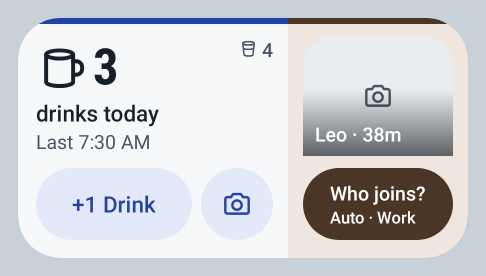 3
4
drinks today
Last 7:30 AM
+1 Drink
Leo · 38m
Who joins?
Auto · Work